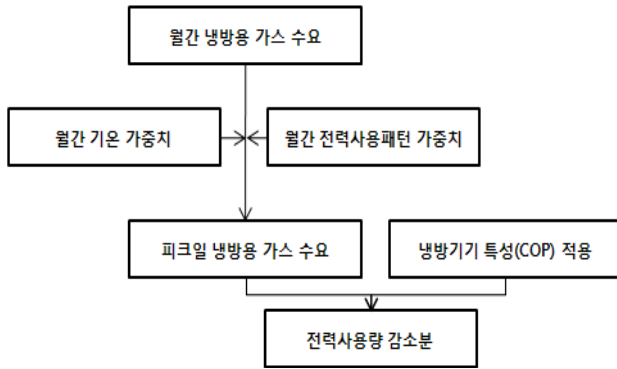 월간 냉방용 가스 수요
월간 기온 가중치
월간 전력사용패턴 가중치
피크일 냉방용 가스 수요
냉방기기 특성(COP) 적용
전력사용량 감소분